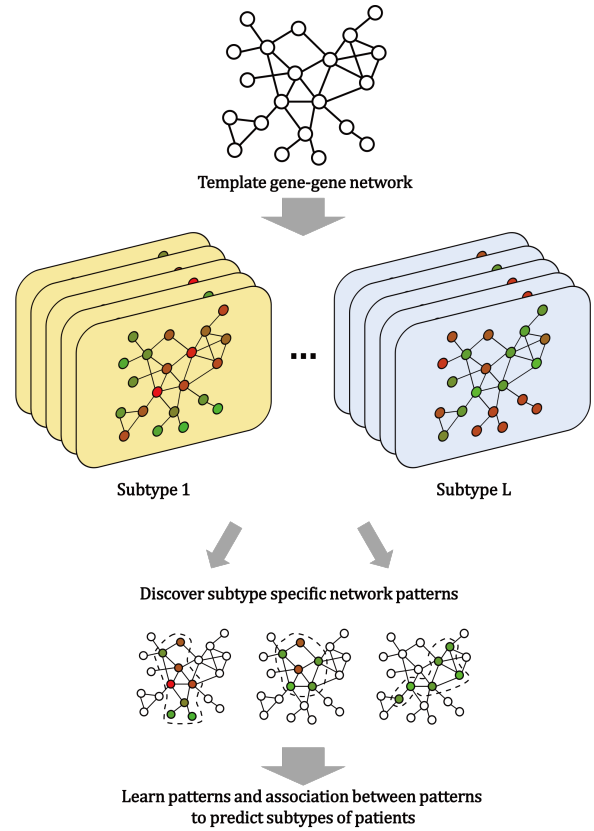 Template gene-gene network
...
Subtype 1
Subtype L
Discover subtype specific network patterns
Learn patterns and association between patterns
to predict subtypes of patients